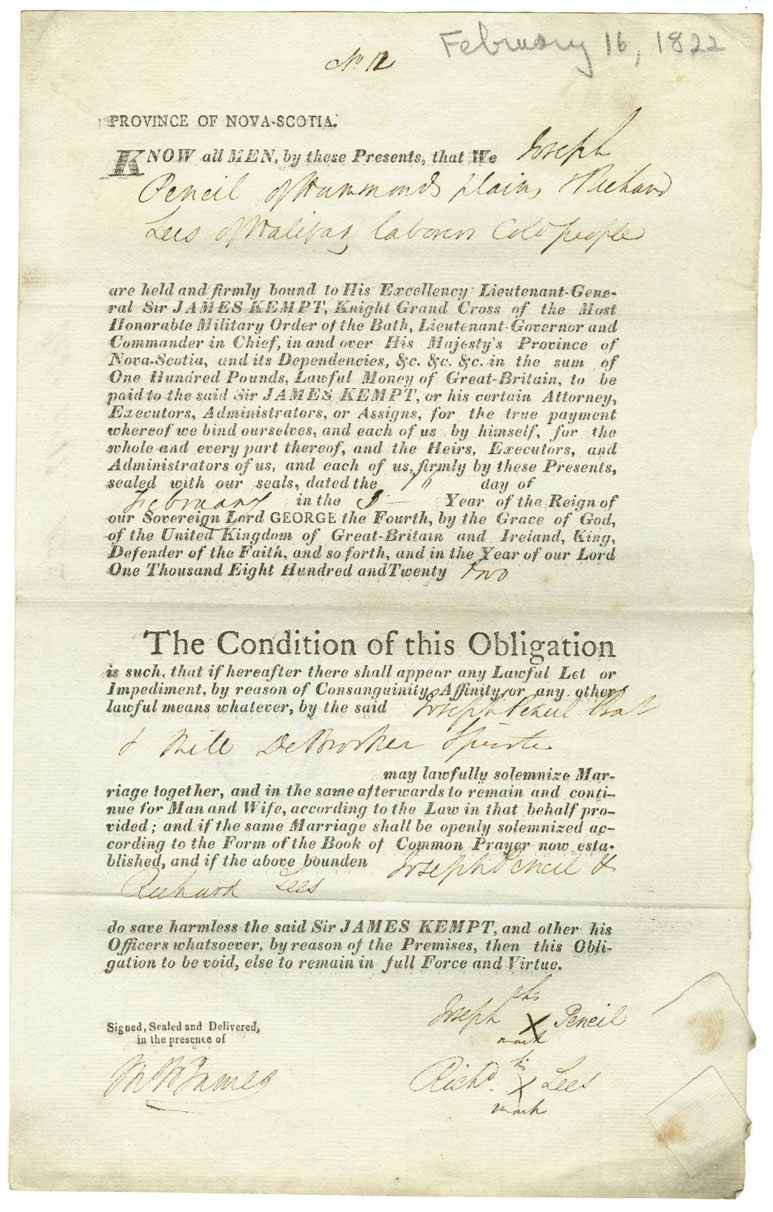 February 16, 1822
No 12
PROVINCE OF NOVA-SCOTIA.
KNOW all MEN, by these Presents, that We Joseph
Pencil of Hammonds plains & Richard
Lees of Halifax laborers Cold people
are held and firmly bound to His Excellency Lieutenant-Gene-
ral Sir JAMES KEMPT, Knight Grand Cross of the Most
Honorable Military Order of the Bath, Lieutenant-Governor and
Commander in Chief, in and over His Majesty's Province of
Nova-Scotia, and its Dependencies, &c. &c. &c. in the sum of
One Hundred Pounds, Lawful Money of Great-Britain, to be
paid to the said Sir JAMES KEMPT, or his certain Attorney,
Executors, Administrators, or Assigns, for the true payment
whereof we bind ourselves, and each of us by himself, for the
whole and every part thereof, and the Heirs, Executors, and
Administrators of us, and each of us, firmly by these Presents,
sealed with our seals, dated the 16 day of
February in the 3 Year of the Reign of
our Sovereign Lord GEORGE the Fourth, by the Grace of God,
of the United Kingdom of Great-Britain and Ireland, King,
Defender of the Faith, and so forth, and in the Year of our Lord
One Thousand Eight Hundred and Twenty two
The Condition of this Obligation
is such, that if hereafter there shall appear any Lawful Let or
Impediment, by reason of Consanguinity, Affinity, or any other
lawful means whatever, by the said Joseph Pencil Bat
&
may lawfully solemnize Mar-
riage together, and in the same afterwards to remain and conti-
nue for Man and Wife, according to the Law in that behalf pro-
vided; and if the same Marriage shall be openly solemnized ac-
cording to the Form of the Book of Common Prayer now esta-
blished, and if the above bounden Joseph Pencil &
Richard Lees
do save harmless the said Sir JAMES KEMPT, and other his
Officers whatsoever, by reason of the Premises, then this Obli-
gation to be void, else to remain in full Force and Virtue.
his
Joseph X Pencil
mark
Signed, Sealed and Delivered,
in the presence of
his
Richd. X Lees
mark